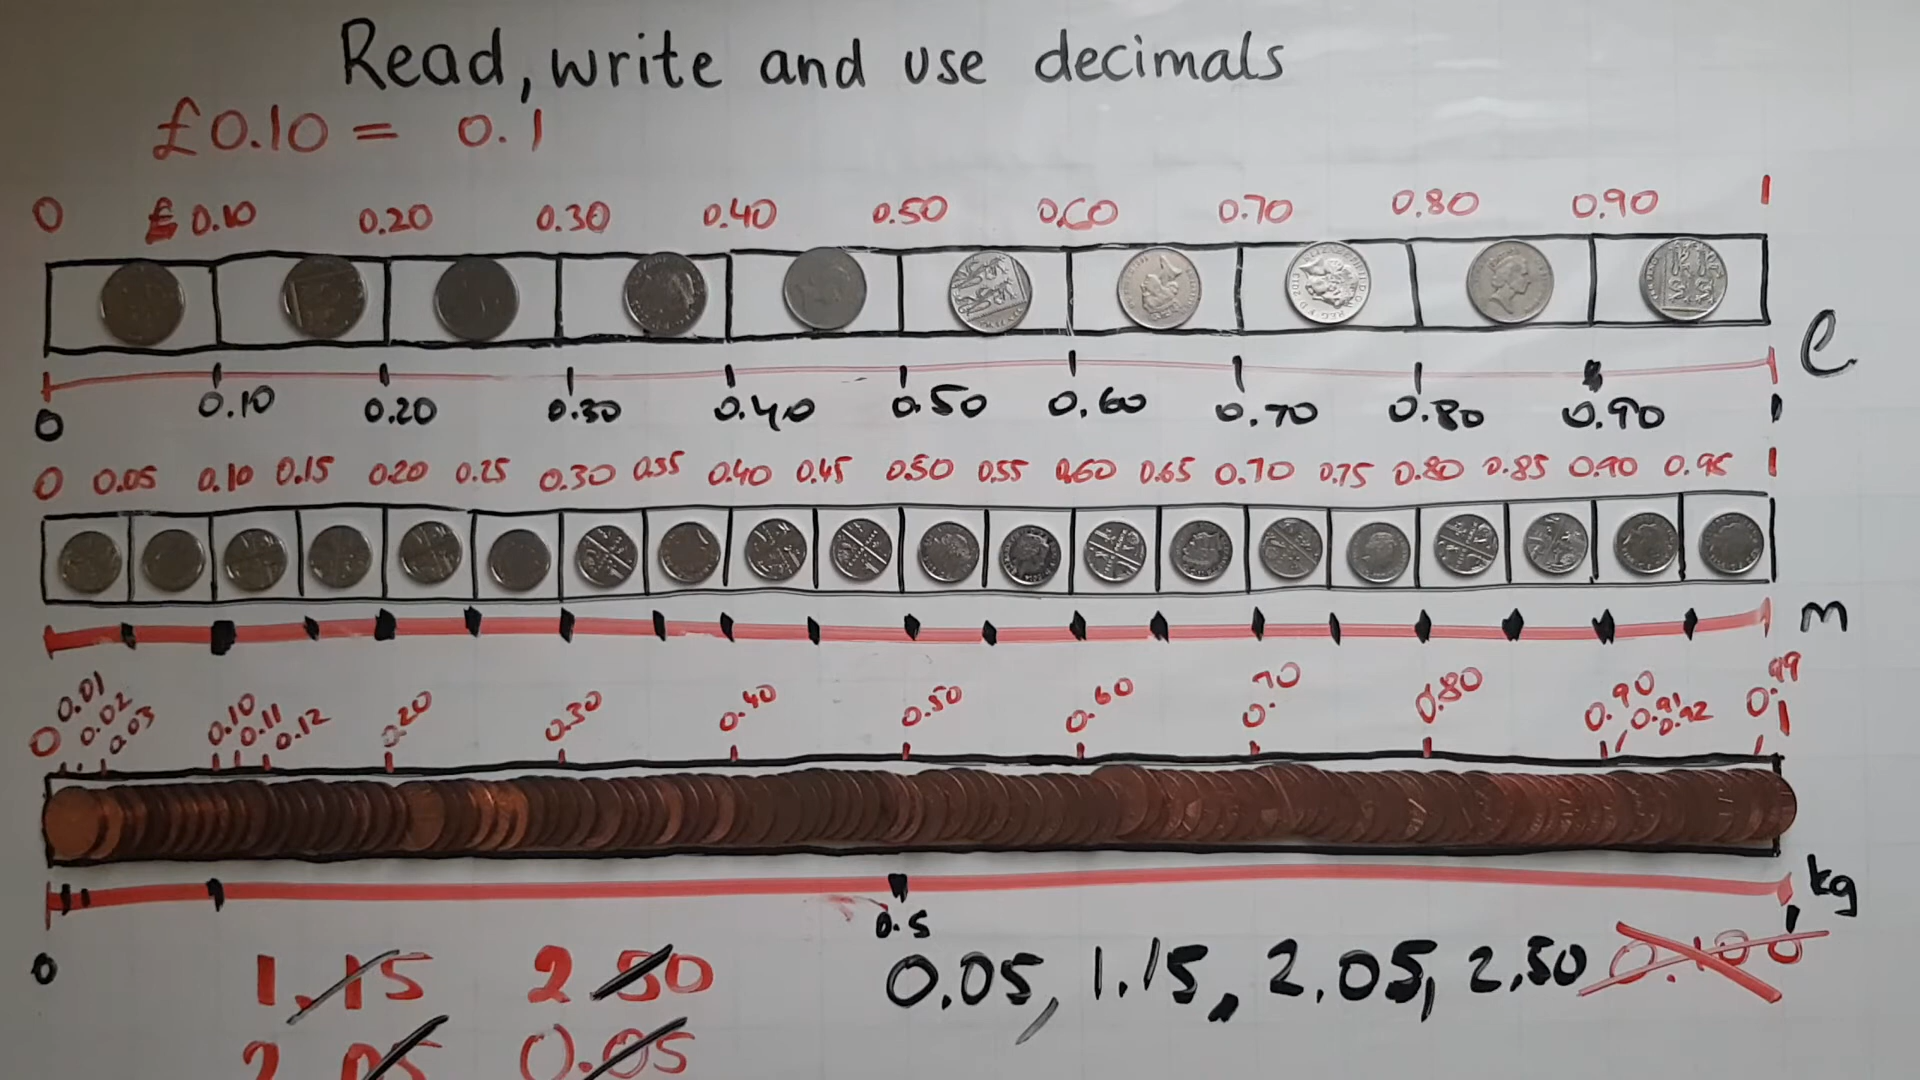 Read, write and use decimals
£0.10 = 0.1
0 £0.10 0.20 0.30 0.40 0.50 0.60 0.70 0.80 0.90 1
0 0.10 0.20 0.30 0.40 0.50 0.60 0.70 0.80 0.90 1 l
0 0.05 0.10 0.15 0.20 0.25 0.30 0.35 0.40 0.45 0.50 0.55 0.60 0.65 0.70 0.75 0.80 0.85 0.90 0.95 1
m
0 0.01 0.02 0.03 0.10 0.11 0.12 0.20 0.30 0.40 0.50 0.60 0.70 0.80 0.90 0.91 0.92 0.99 1
kg
0 0.5 1
1.15 2.50 0.05, 1.15, 2.05, 2.50 0.100
2.05 0.05